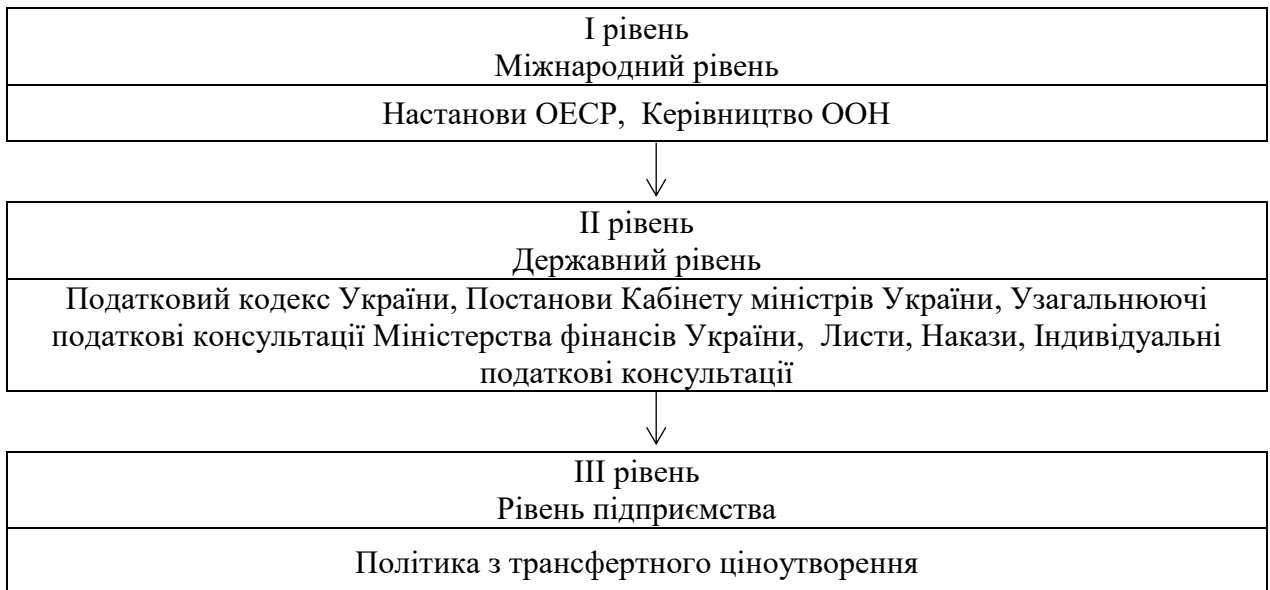 І рівень
Міжнародний рівень
Настанови ОЕСР, Керівництво ООН
ІІ рівень
Державний рівень
Податковий кодекс України, Постанови Кабінету міністрів України, Узагальнюючі
податкові консультації Міністерства фінансів України, Листи, Накази, Індивідуальні
податкові консультації
ІІІ рівень
Рівень підприємства
Політика з трансфертного ціноутворення